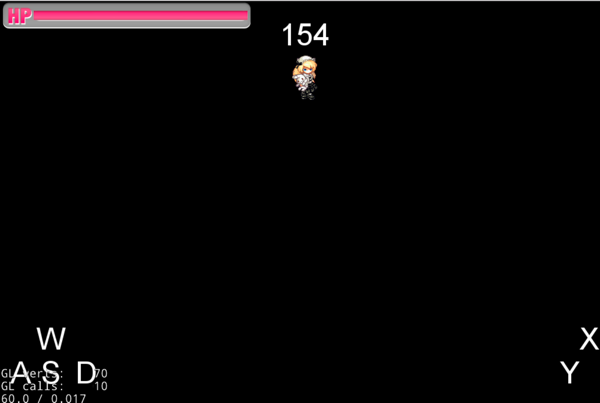 HP
154
W
X
A S D
Y
GL verts: 70
GL calls: 10
60.0 / 0.017